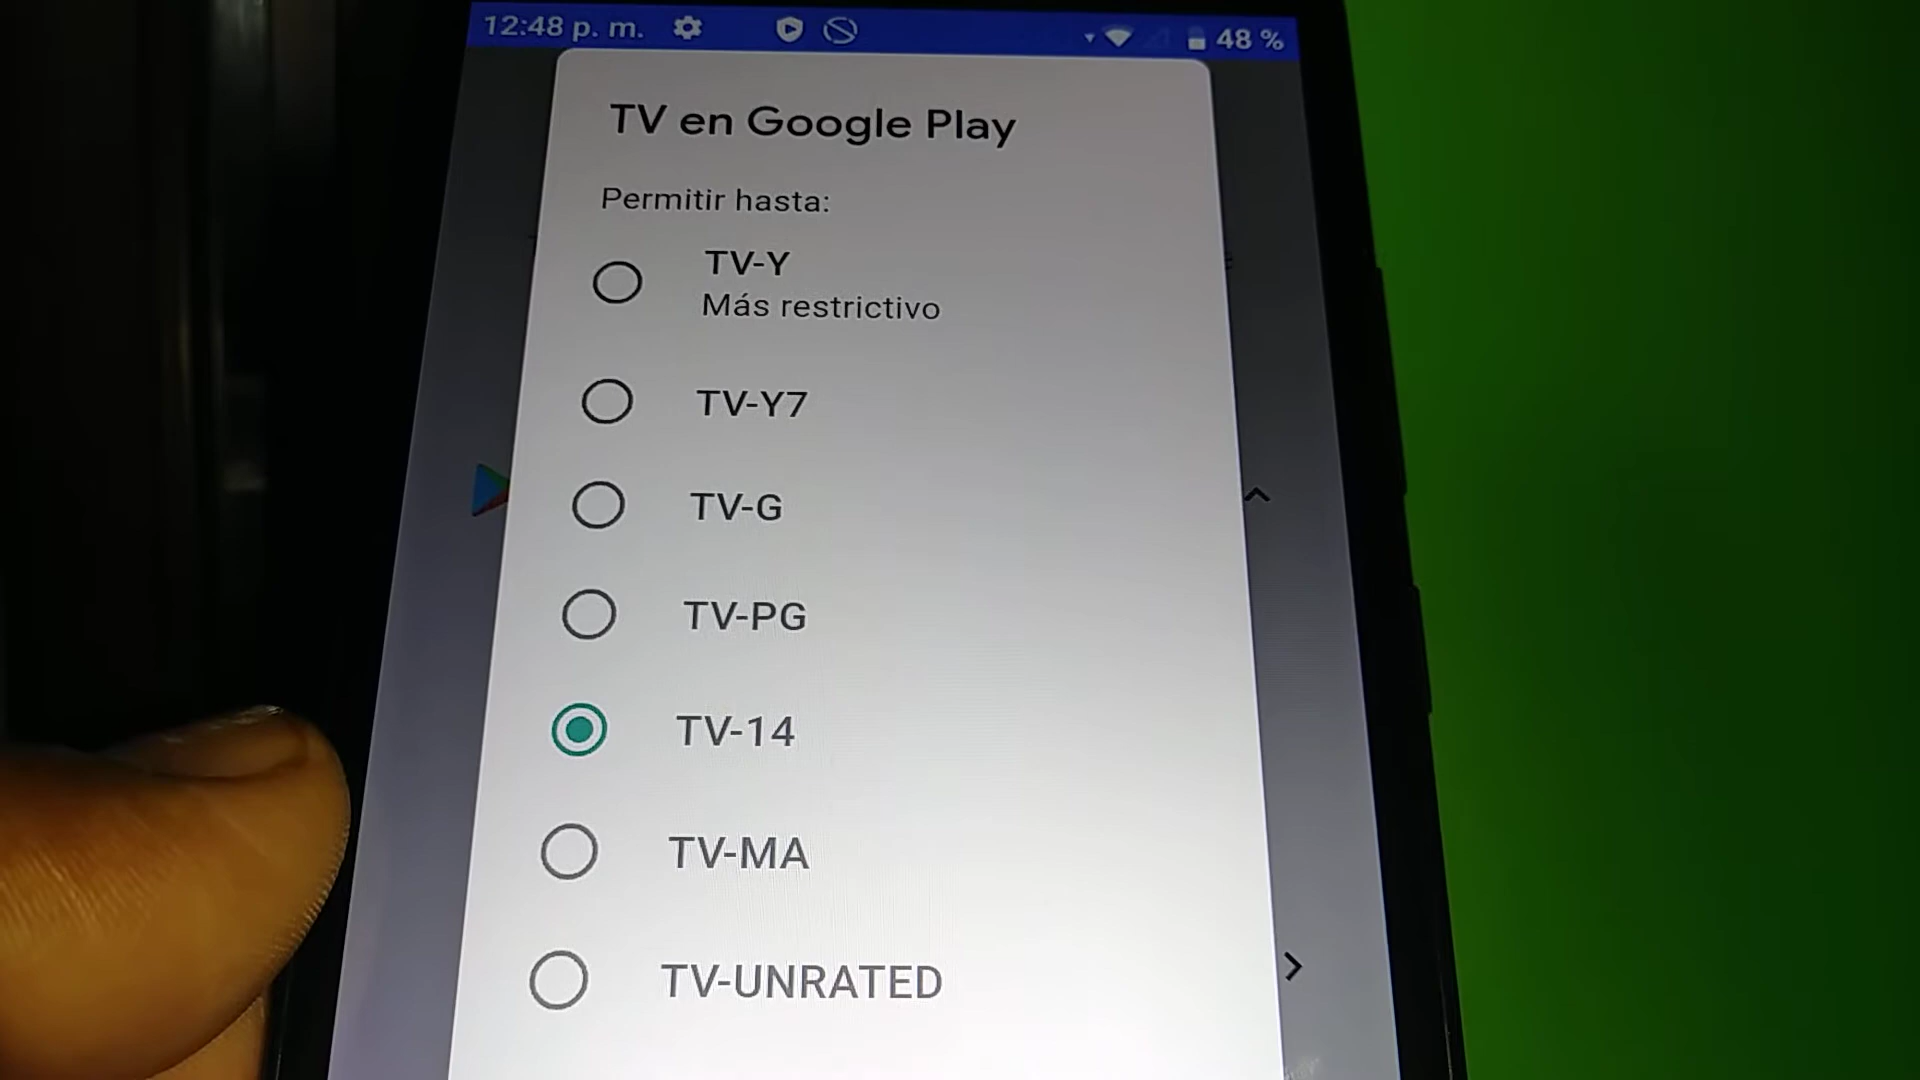 12:48 p. m.
48 %
TV en Google Play
Permitir hasta:
TV-Y
Más restrictivo
TV-Y7
TV-G
TV-PG
TV-14
TV-MA
TV-UNRATED